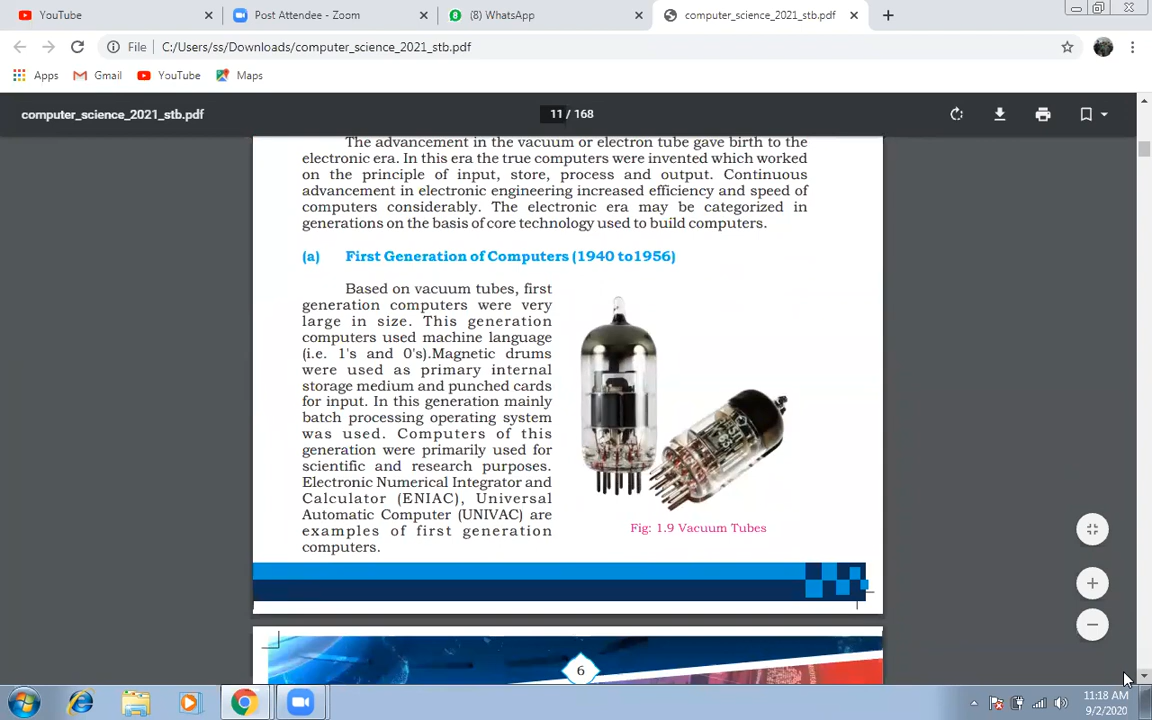 YouTube
Post Attendee - Zoom
(8) WhatsApp
computer_science_2021_stb.pdf
File
C:/Users/ss/Downloads/computer_science_2021_stb.pdf
Apps
Gmail
YouTube
Maps
computer_science_2021_stb.pdf
11 / 168
The advancement in the vacuum or electron tube gave birth to the
electronic era. In this era the true computers were invented which worked
on the principle of input, store, process and output. Continuous
advancement in electronic engineering increased efficiency and speed of
computers considerably. The electronic era may be categorized in
generations on the basis of core technology used to build computers.
(a) First Generation of Computers (1940 to1956)
Based on vacuum tubes, first
generation computers were very
large in size. This generation
computers used machine language
(i.e. 1's and 0's).Magnetic drums
were used as primary internal
storage medium and punched cards
for input. In this generation mainly
batch processing operating system
was used. Computers of this
generation were primarily used for
scientific and research purposes.
Electronic Numerical Integrator and
Calculator (ENIAC), Universal
Automatic Computer (UNIVAC) are
examples of first generation
computers.
Fig: 1.9 Vacuum Tubes
6
11:18 AM
9/2/2020